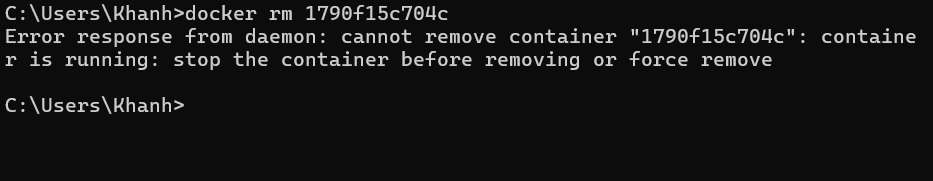 C:\Users\Khanh>docker rm 1790f15c704c
Error response from daemon: cannot remove container "1790f15c704c": containe
r is running: stop the container before removing or force remove
C:\Users\Khanh>